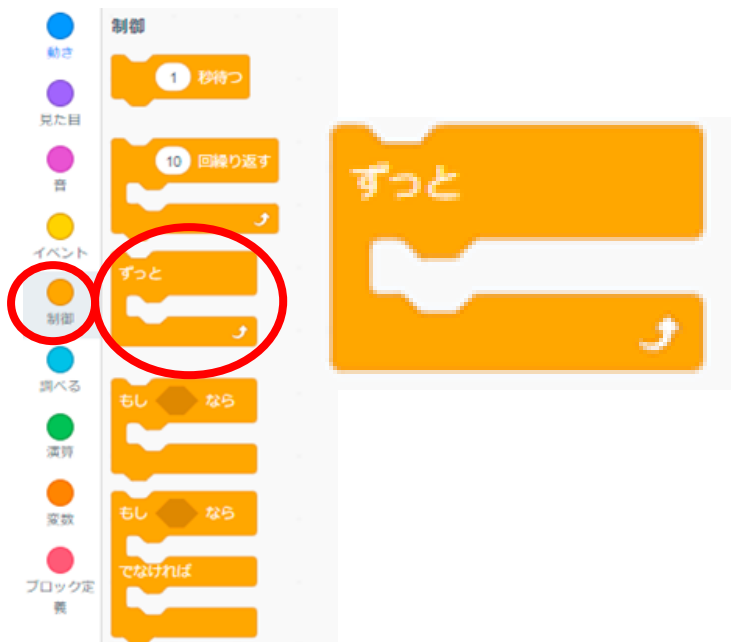 動き
見た目
音
イベント
制御
調べる
演算
変数
ブロック定
義
制御
1 秒待つ
10 回繰り返す
ずっと
もし なら
もし なら
でなければ
ずっと